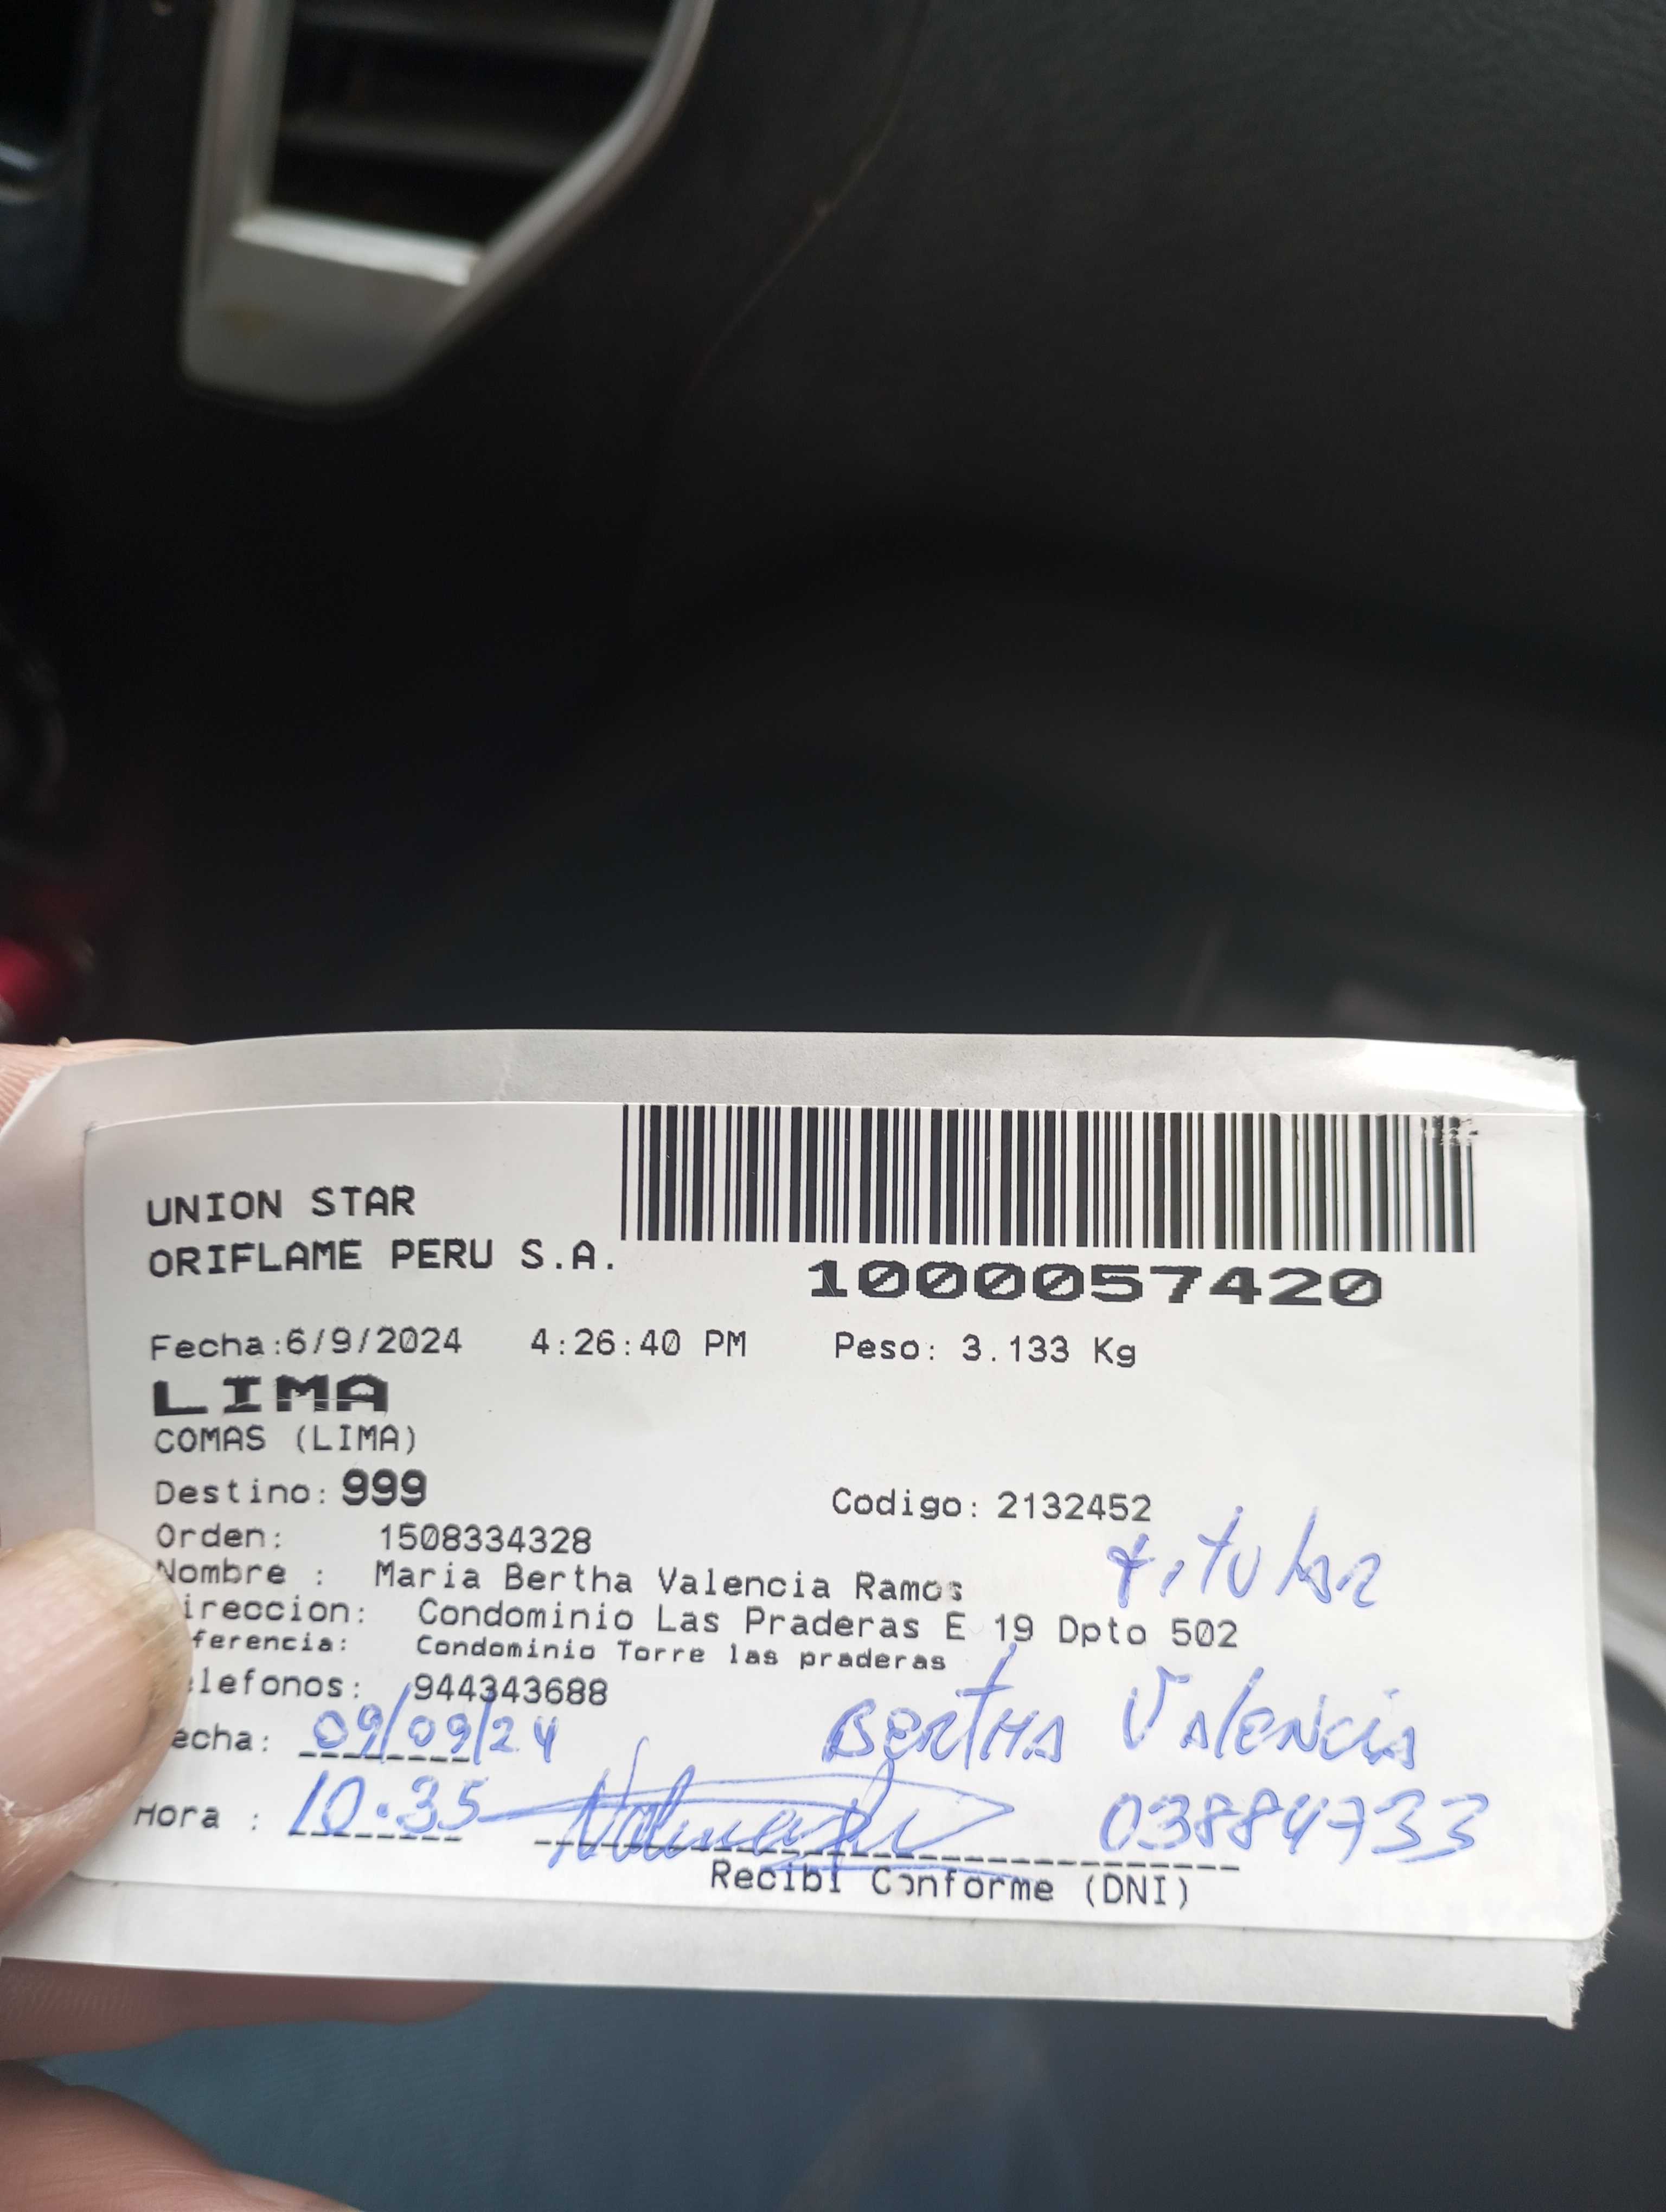 UNION STAR
ORIFLAME PERU S.A.
1000057420
Fecha:6/9/2024 4:26:40 PM Peso: 3.133 Kg
LIMA
COMAS (LIMA)
Destino: 999 Codigo: 2132452
Orden: 1508334328
titular
Nombre : Maria Bertha Valencia Ramos
ireccion: Condominio Las Praderas E 19 Dpto 502
ferencia: Condominio Torre las praderas
elefonos: 944343688
echa: 09/09/24 BERTHA VALENCIA
Hora : 10.35 03884733
Recibi Conforme (DNI)